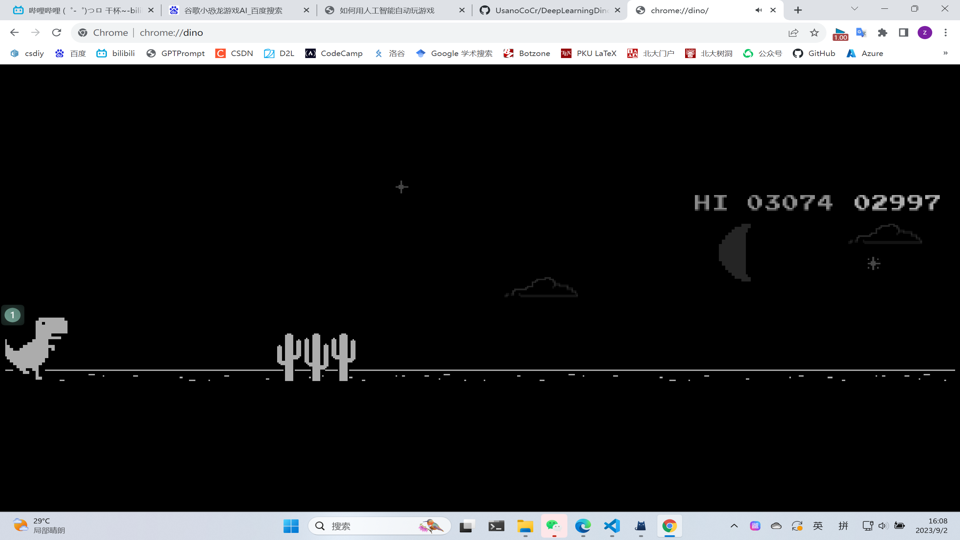 哔哩哔哩 (゜-゜)つロ 干杯~-bili
谷歌小恐龙游戏AI_百度搜索
如何用人工智能自动玩游戏
UsanoCoCr/DeepLearningDin
chrome://dino/
Chrome | chrome://dino
1.00
z
csdiy
百度
bilibili
GPTPrompt
CSDN
D2L
CodeCamp
洛谷
Google 学术搜索
Botzone
PKU LaTeX
北大门户
北大树洞
公众号
GitHub
Azure
»
HI 03074 02997
1
29°C
局部晴朗
搜索
英
拼
16:08
2023/9/2